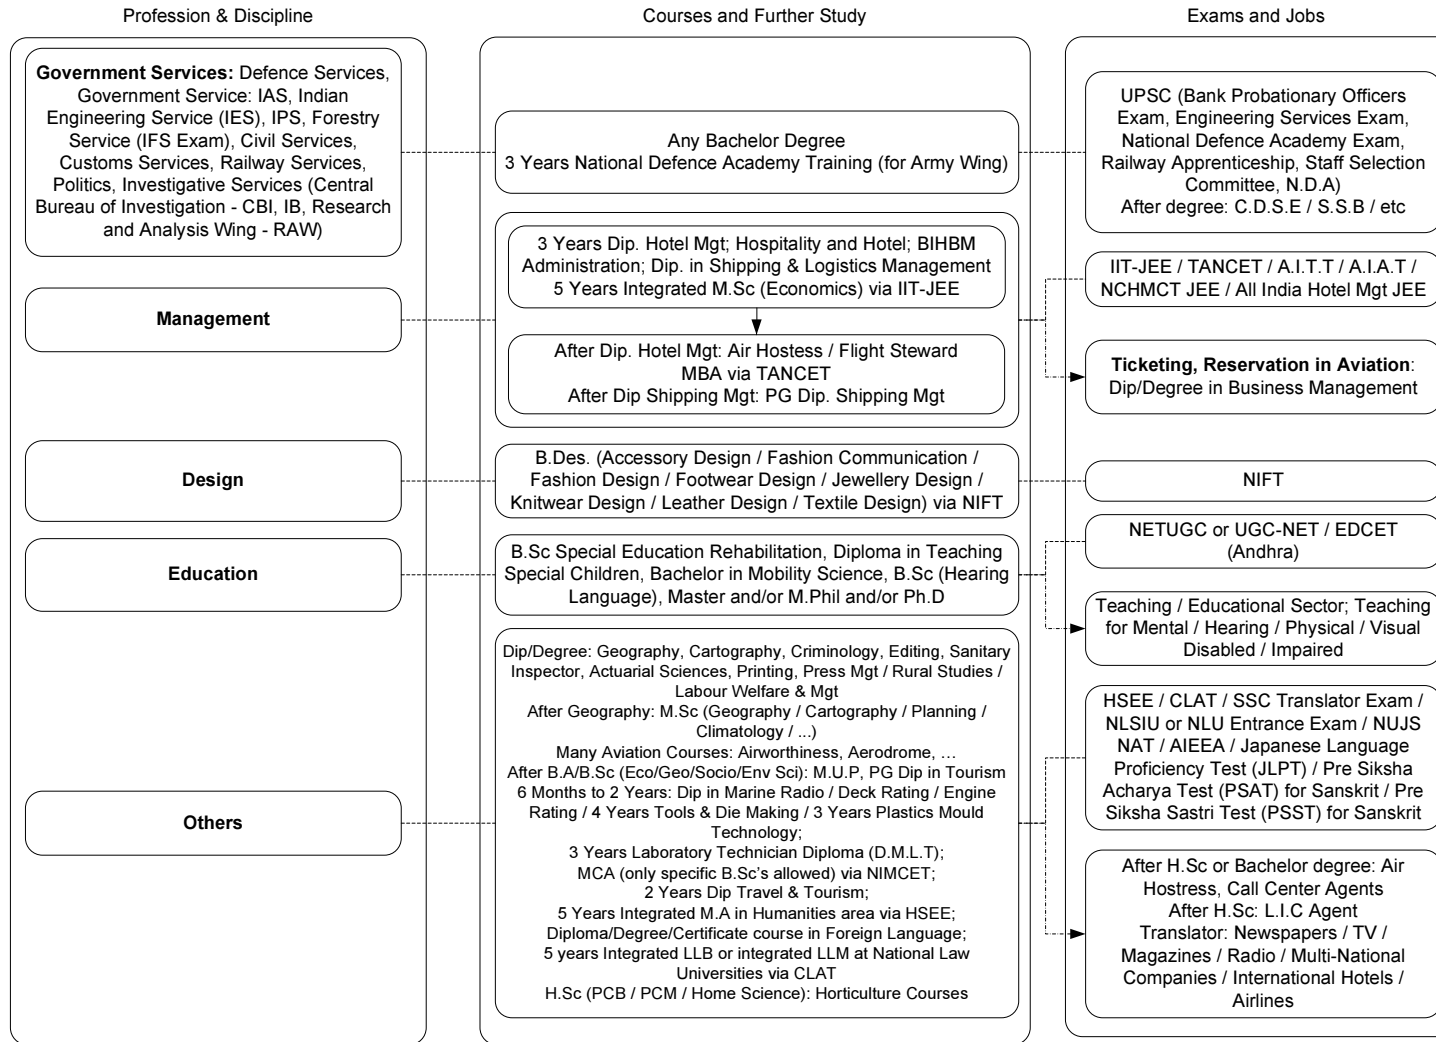 Profession & Discipline
Courses and Further Study
Exams and Jobs
Government Services: Defence Services,
Government Service: IAS, Indian
Engineering Service (IES), IPS, Forestry
Service (IFS Exam), Civil Services,
Customs Services, Railway Services,
Politics, Investigative Services (Central
Bureau of Investigation - CBI, IB, Research
and Analysis Wing - RAW)
Any Bachelor Degree
3 Years National Defence Academy Training (for Army Wing)
UPSC (Bank Probationary Officers
Exam, Engineering Services Exam,
National Defence Academy Exam,
Railway Apprenticeship, Staff Selection
Committee, N.D.A)
After degree: C.D.S.E / S.S.B / etc
Management
3 Years Dip. Hotel Mgt; Hospitality and Hotel; BIHBM
Administration; Dip. in Shipping & Logistics Management
5 Years Integrated M.Sc (Economics) via IIT-JEE
After Dip. Hotel Mgt: Air Hostess / Flight Steward
MBA via TANCET
After Dip Shipping Mgt: PG Dip. Shipping Mgt
IIT-JEE / TANCET / A.I.T.T / A.I.A.T /
NCHMCT JEE / All India Hotel Mgt JEE
Ticketing, Reservation in Aviation:
Dip/Degree in Business Management
Design
B.Des. (Accessory Design / Fashion Communication /
Fashion Design / Footwear Design / Jewellery Design /
Knitwear Design / Leather Design / Textile Design) via NIFT
NIFT
Education
B.Sc Special Education Rehabilitation, Diploma in Teaching
Special Children, Bachelor in Mobility Science, B.Sc (Hearing
Language), Master and/or M.Phil and/or Ph.D
NETUGC or UGC-NET / EDCET
(Andhra)
Teaching / Educational Sector; Teaching
for Mental / Hearing / Physical / Visual
Disabled / Impaired
Others
Dip/Degree: Geography, Cartography, Criminology, Editing, Sanitary
Inspector, Actuarial Sciences, Printing, Press Mgt / Rural Studies /
Labour Welfare & Mgt
After Geography: M.Sc (Geography / Cartography / Planning /
Climatology / ...)
Many Aviation Courses: Airworthiness, Aerodrome, …
After B.A/B.Sc (Eco/Geo/Socio/Env Sci): M.U.P, PG Dip in Tourism
6 Months to 2 Years: Dip in Marine Radio / Deck Rating / Engine
Rating / 4 Years Tools & Die Making / 3 Years Plastics Mould
Technology;
3 Years Laboratory Technician Diploma (D.M.L.T);
MCA (only specific B.Sc's allowed) via NIMCET;
2 Years Dip Travel & Tourism;
5 Years Integrated M.A in Humanities area via HSEE;
Diploma/Degree/Certificate course in Foreign Language;
5 years Integrated LLB or integrated LLM at National Law
Universities via CLAT
H.Sc (PCB / PCM / Home Science): Horticulture Courses
HSEE / CLAT / SSC Translator Exam /
NLSIU or NLU Entrance Exam / NUJS
NAT / AIEEA / Japanese Language
Proficiency Test (JLPT) / Pre Siksha
Acharya Test (PSAT) for Sanskrit / Pre
Siksha Sastri Test (PSST) for Sanskrit
After H.Sc or Bachelor degree: Air
Hostress, Call Center Agents
After H.Sc: L.I.C Agent
Translator: Newspapers / TV /
Magazines / Radio / Multi-National
Companies / International Hotels /
Airlines